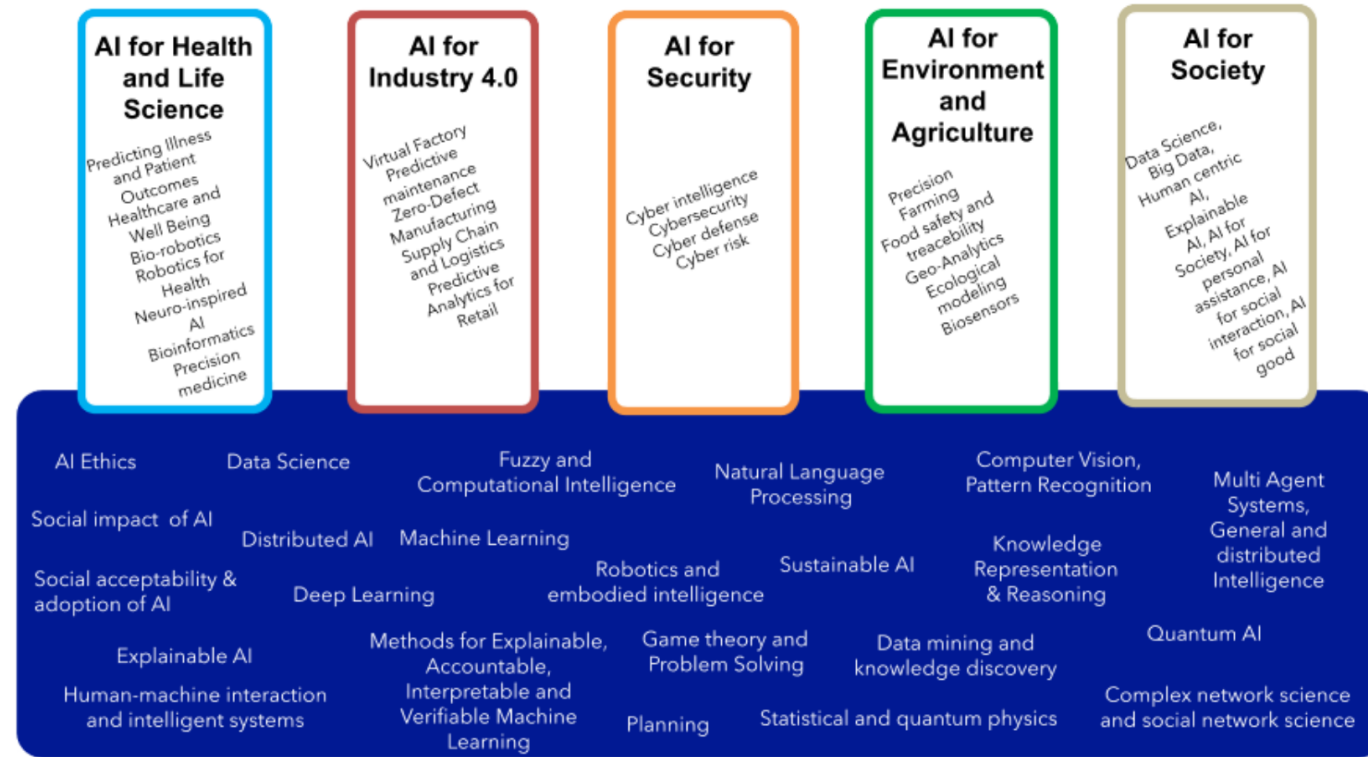 AI for Health
and Life
Science
Predicting Illness
and Patient
Outcomes
Healthcare and
Well Being
Bio-robotics
Robotics for
Health
Neuro-inspired
AI
Bioinformatics
Precision
medicine
AI for
Industry 4.0
Virtual Factory
Predictive
maintenance
Zero-Defect
Manufacturing
Supply Chain
and Logistics
Predictive
Analytics for
Retail
AI for
Security
Cyber intelligence
Cybersecurity
Cyber defense
Cyber risk
AI for
Environment
and
Agriculture
Precision
Farming
Food safety and
treacebility
Geo-Analytics
Ecological
modeling
Biosensors
AI for
Society
Data Science,
Big Data,
Human centric
AI,
Explainable
AI, AI for
Society, AI for
personal
assistance, AI
for social
interaction, AI
for social
good
AI Ethics
Data Science
Fuzzy and
Computational Intelligence
Natural Language
Processing
Computer Vision,
Pattern Recognition
Multi Agent
Systems,
General and
distributed
Intelligence
Social impact of AI
Distributed AI
Machine Learning
Social acceptability &
adoption of AI
Deep Learning
Robotics and
embodied intelligence
Sustainable AI
Knowledge
Representation
& Reasoning
Explainable AI
Methods for Explainable,
Accountable,
Interpretable and
Verifiable Machine
Learning
Game theory and
Problem Solving
Data mining and
knowledge discovery
Quantum AI
Human-machine interaction
and intelligent systems
Planning
Statistical and quantum physics
Complex network science
and social network science